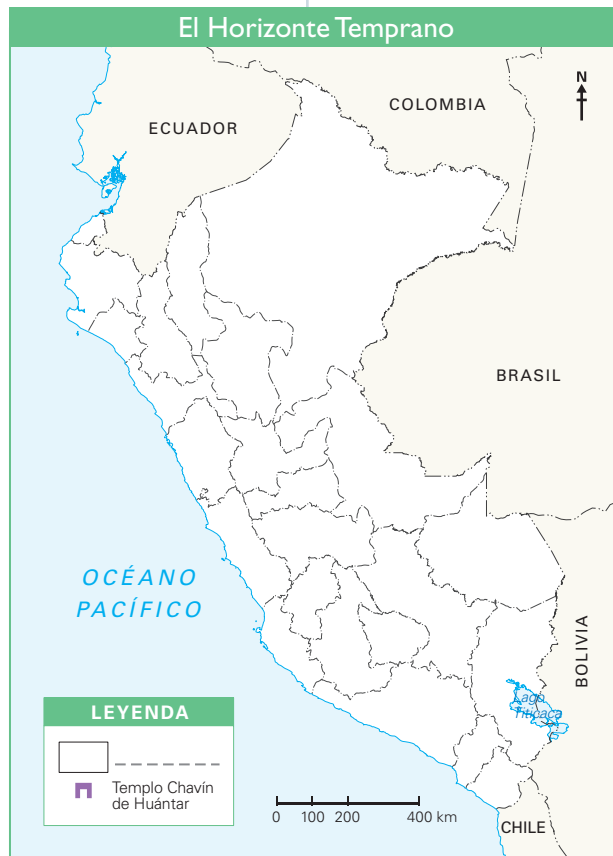 El Horizonte Temprano
N
COLOMBIA
ECUADOR
BRASIL
OCÉANO
PACÍFICO
BOLIVIA
Lago
Titicaca
LEYENDA
Templo Chavín
de Huántar
0 100 200 400 km
CHILE